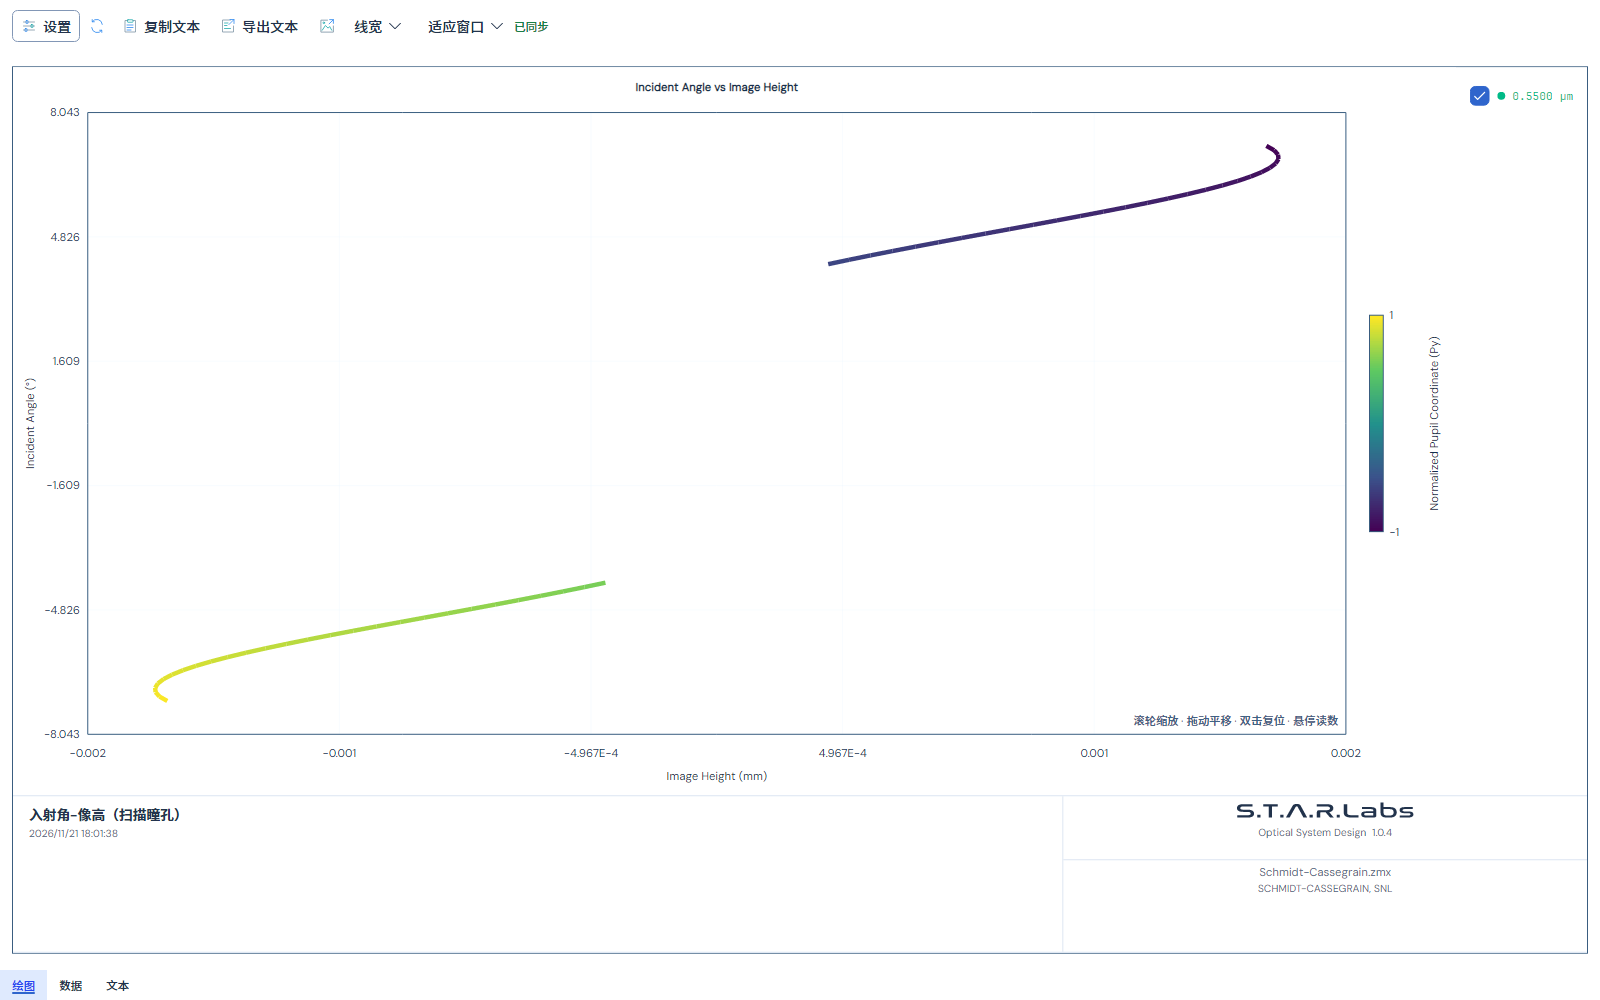 设置 复制文本 导出文本 线宽 适应窗口 已同步
Incident Angle vs Image Height
0.5500 µm
8.043
4.826
1.609
-1.609
-4.826
-8.043
Incident Angle (°)
-0.002 -0.001 -4.967E-4 4.967E-4 0.001 0.002
Image Height (mm)
滚轮缩放 · 拖动平移 · 双击复位 · 悬停读数
1
-1
Normalized Pupil Coordinate (Py)
入射角-像高（扫描瞳孔）
2026/11/21 18:01:38
S.T.A.R.Labs
Optical System Design 1.0.4
Schmidt-Cassegrain.zmx
SCHMIDT-CASSEGRAIN, SNL
绘图 数据 文本